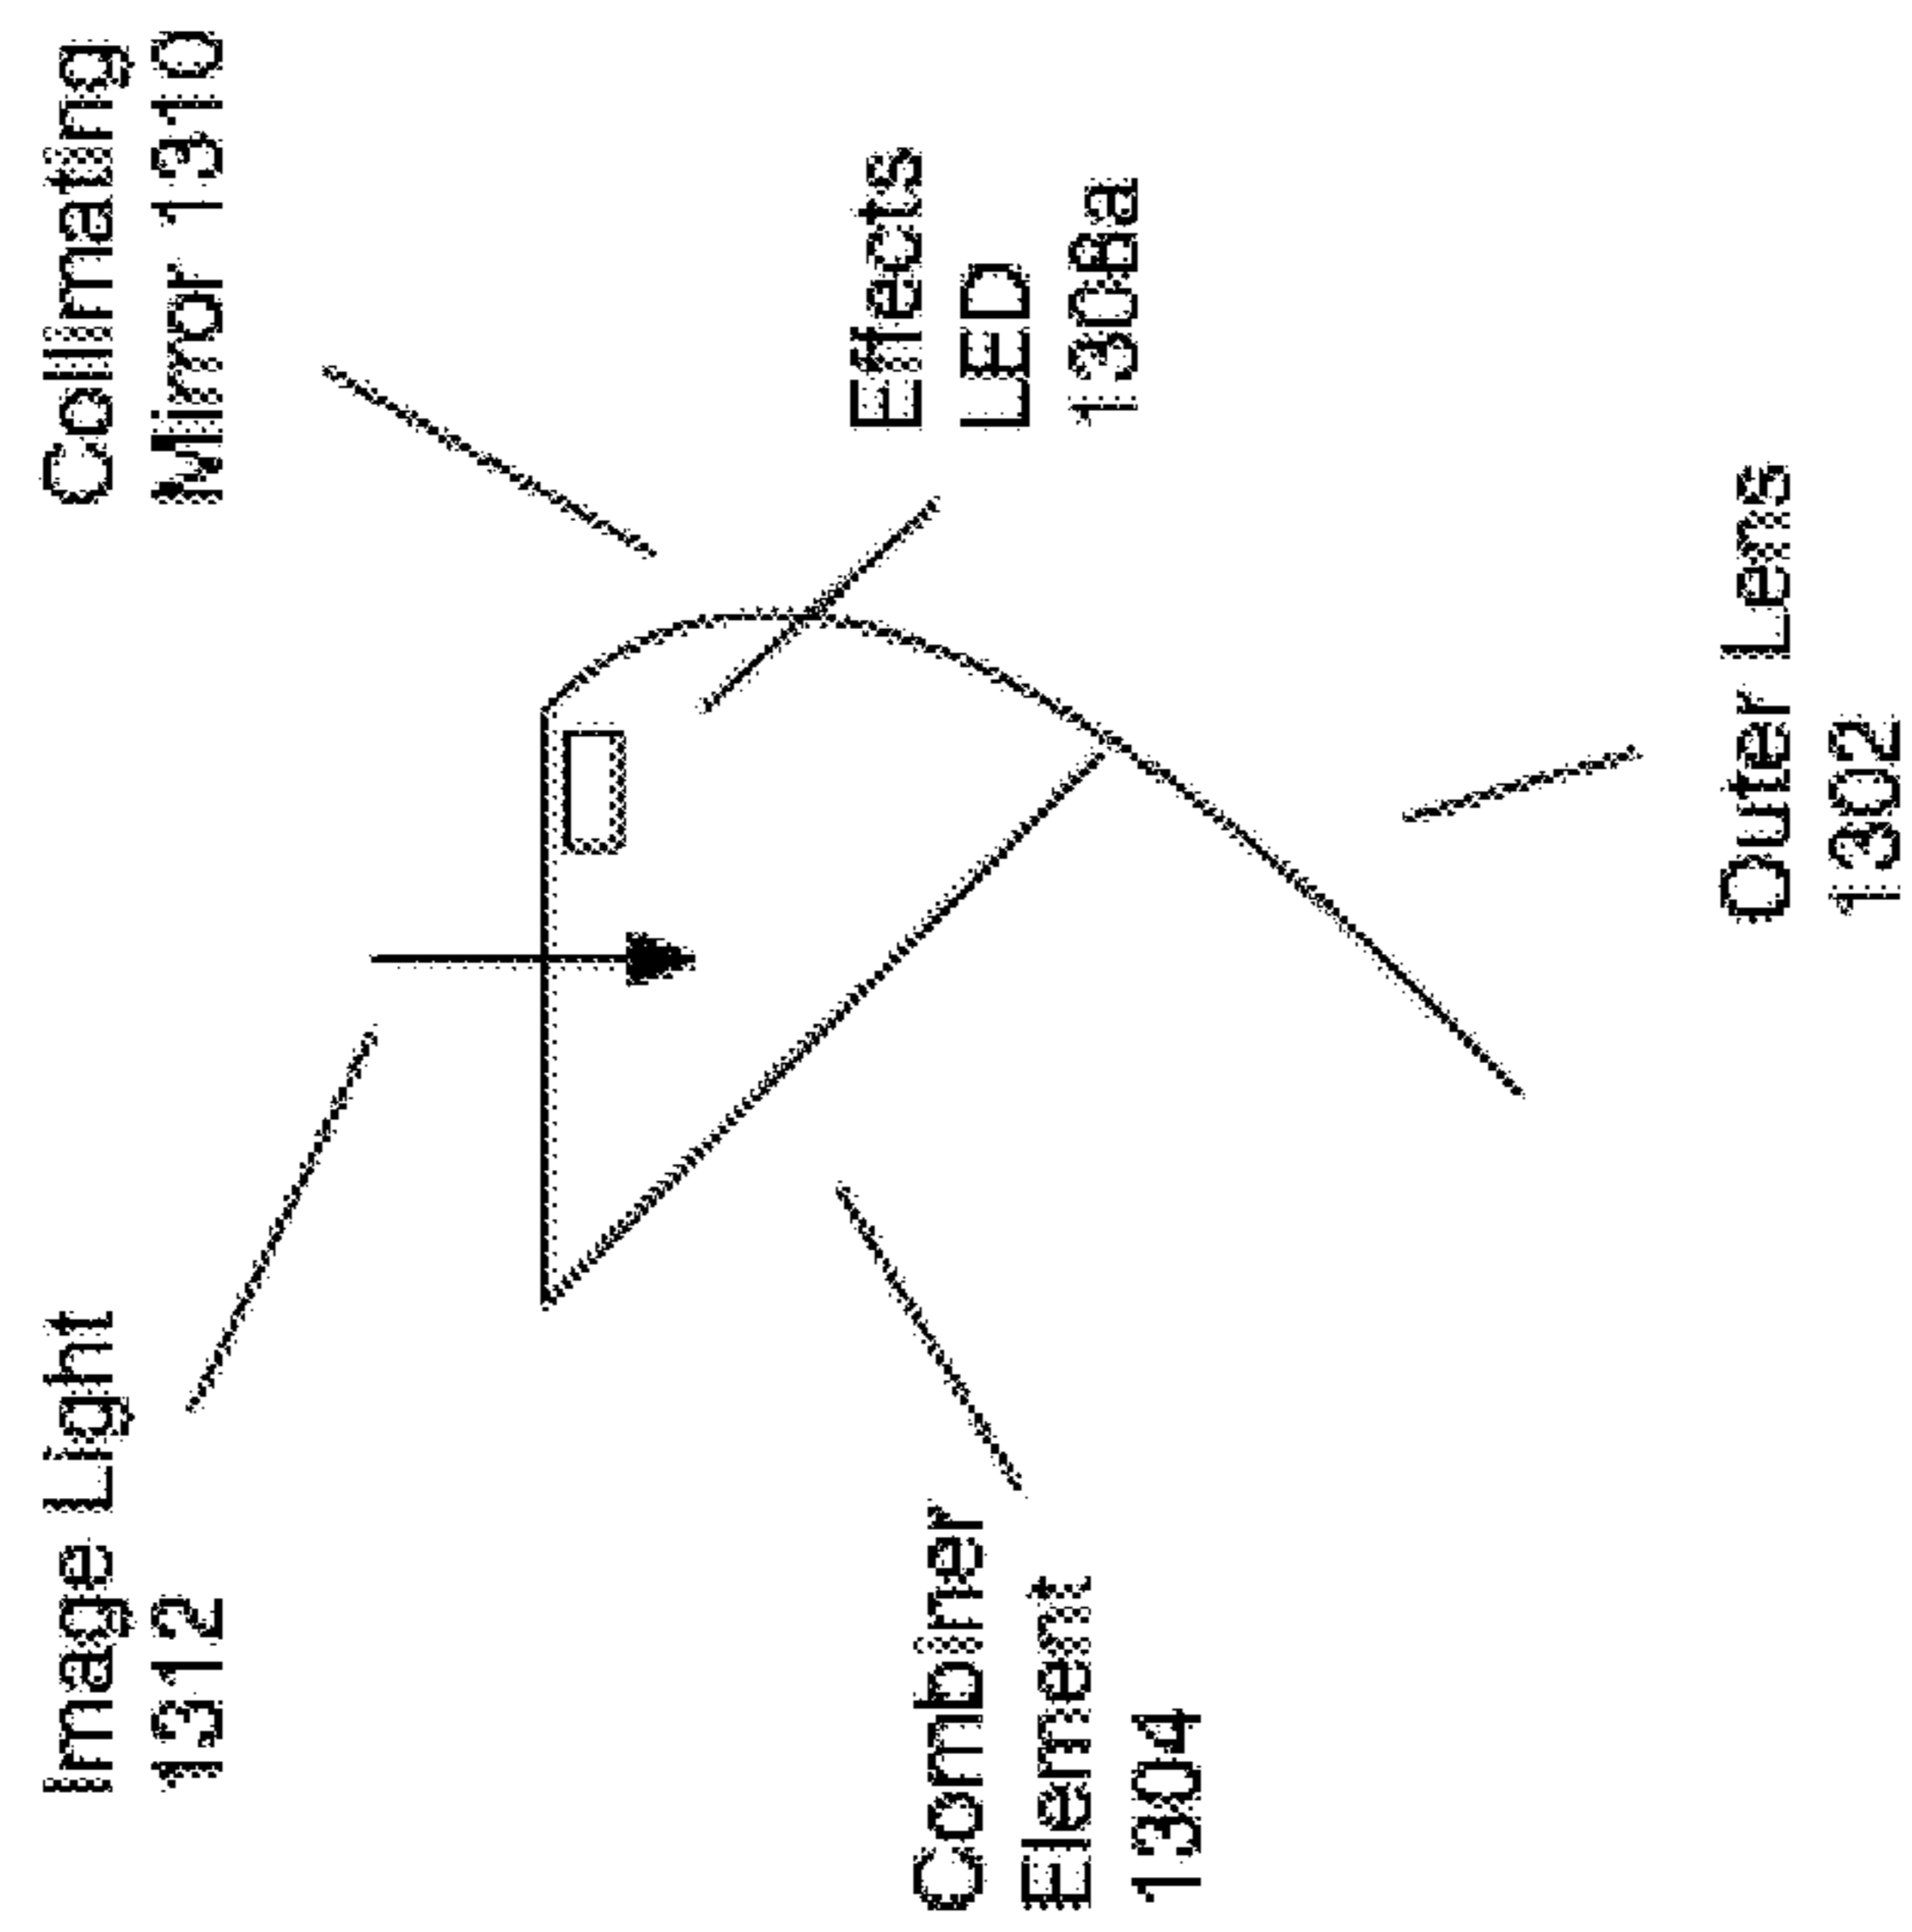 Image Light
1312
Collimating
Mirror 1310
Combiner
Element
1304
Effects
LED
1308a
Outer Lens
1302